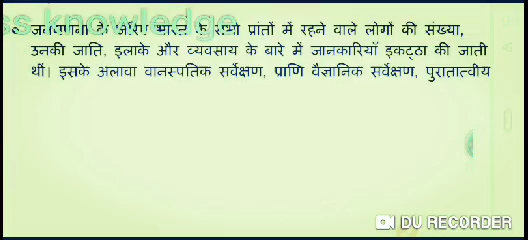 ss knowledge
जनगणना के जरिए भारत के सभी प्रांतों में रहने वाले लोगों की संख्या,
उनकी जाति, इलाके और व्यवसाय के बारे में जानकारियाँ इकट्ठा की जाती
थीं। इसके अलावा वानस्पतिक सर्वेक्षण, प्राणि वैज्ञानिक सर्वेक्षण, पुरातात्वीय
DU RECORDER